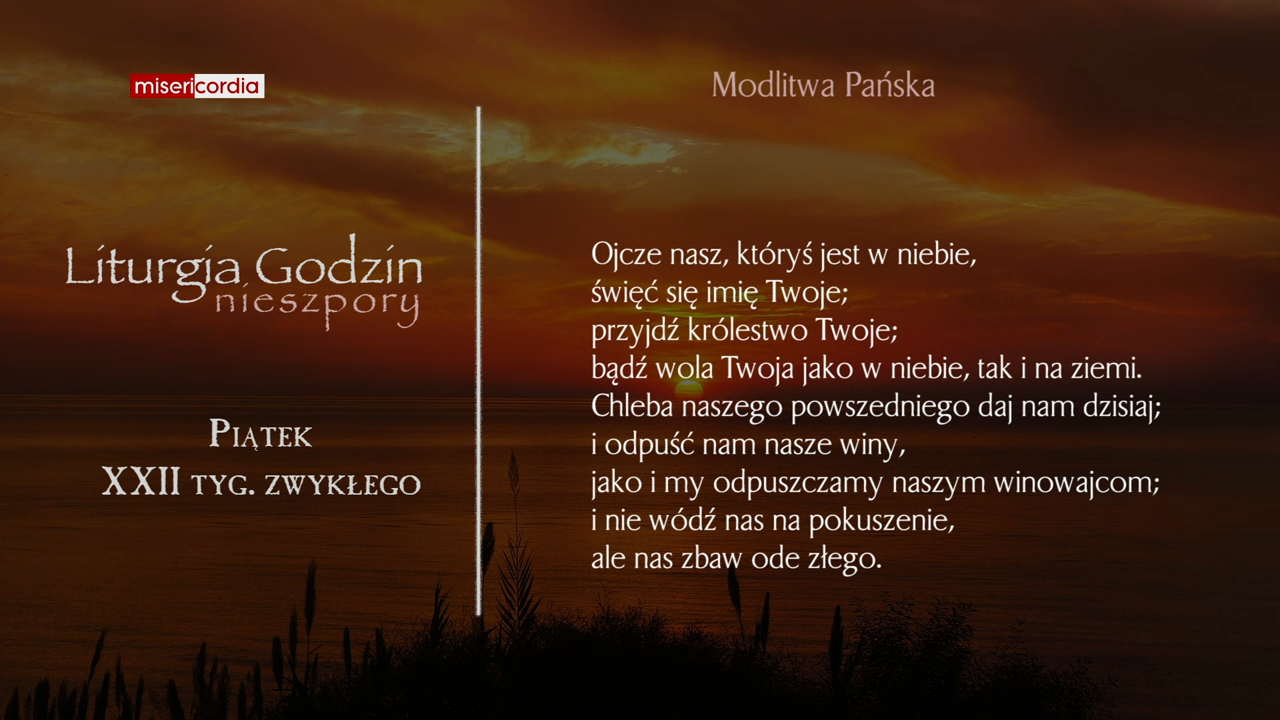 misericordia
Liturgia Godzin
nieszpory
Piątek
XXII tyg. zwykłego
Modlitwa Pańska
Ojcze nasz, któryś jest w niebie,
święć się imię Twoje;
przyjdź królestwo Twoje;
bądź wola Twoja jako w niebie, tak i na ziemi.
Chleba naszego powszedniego daj nam dzisiaj;
i odpuść nam nasze winy,
jako i my odpuszczamy naszym winowajcom;
i nie wódź nas na pokuszenie,
ale nas zbaw ode złego.